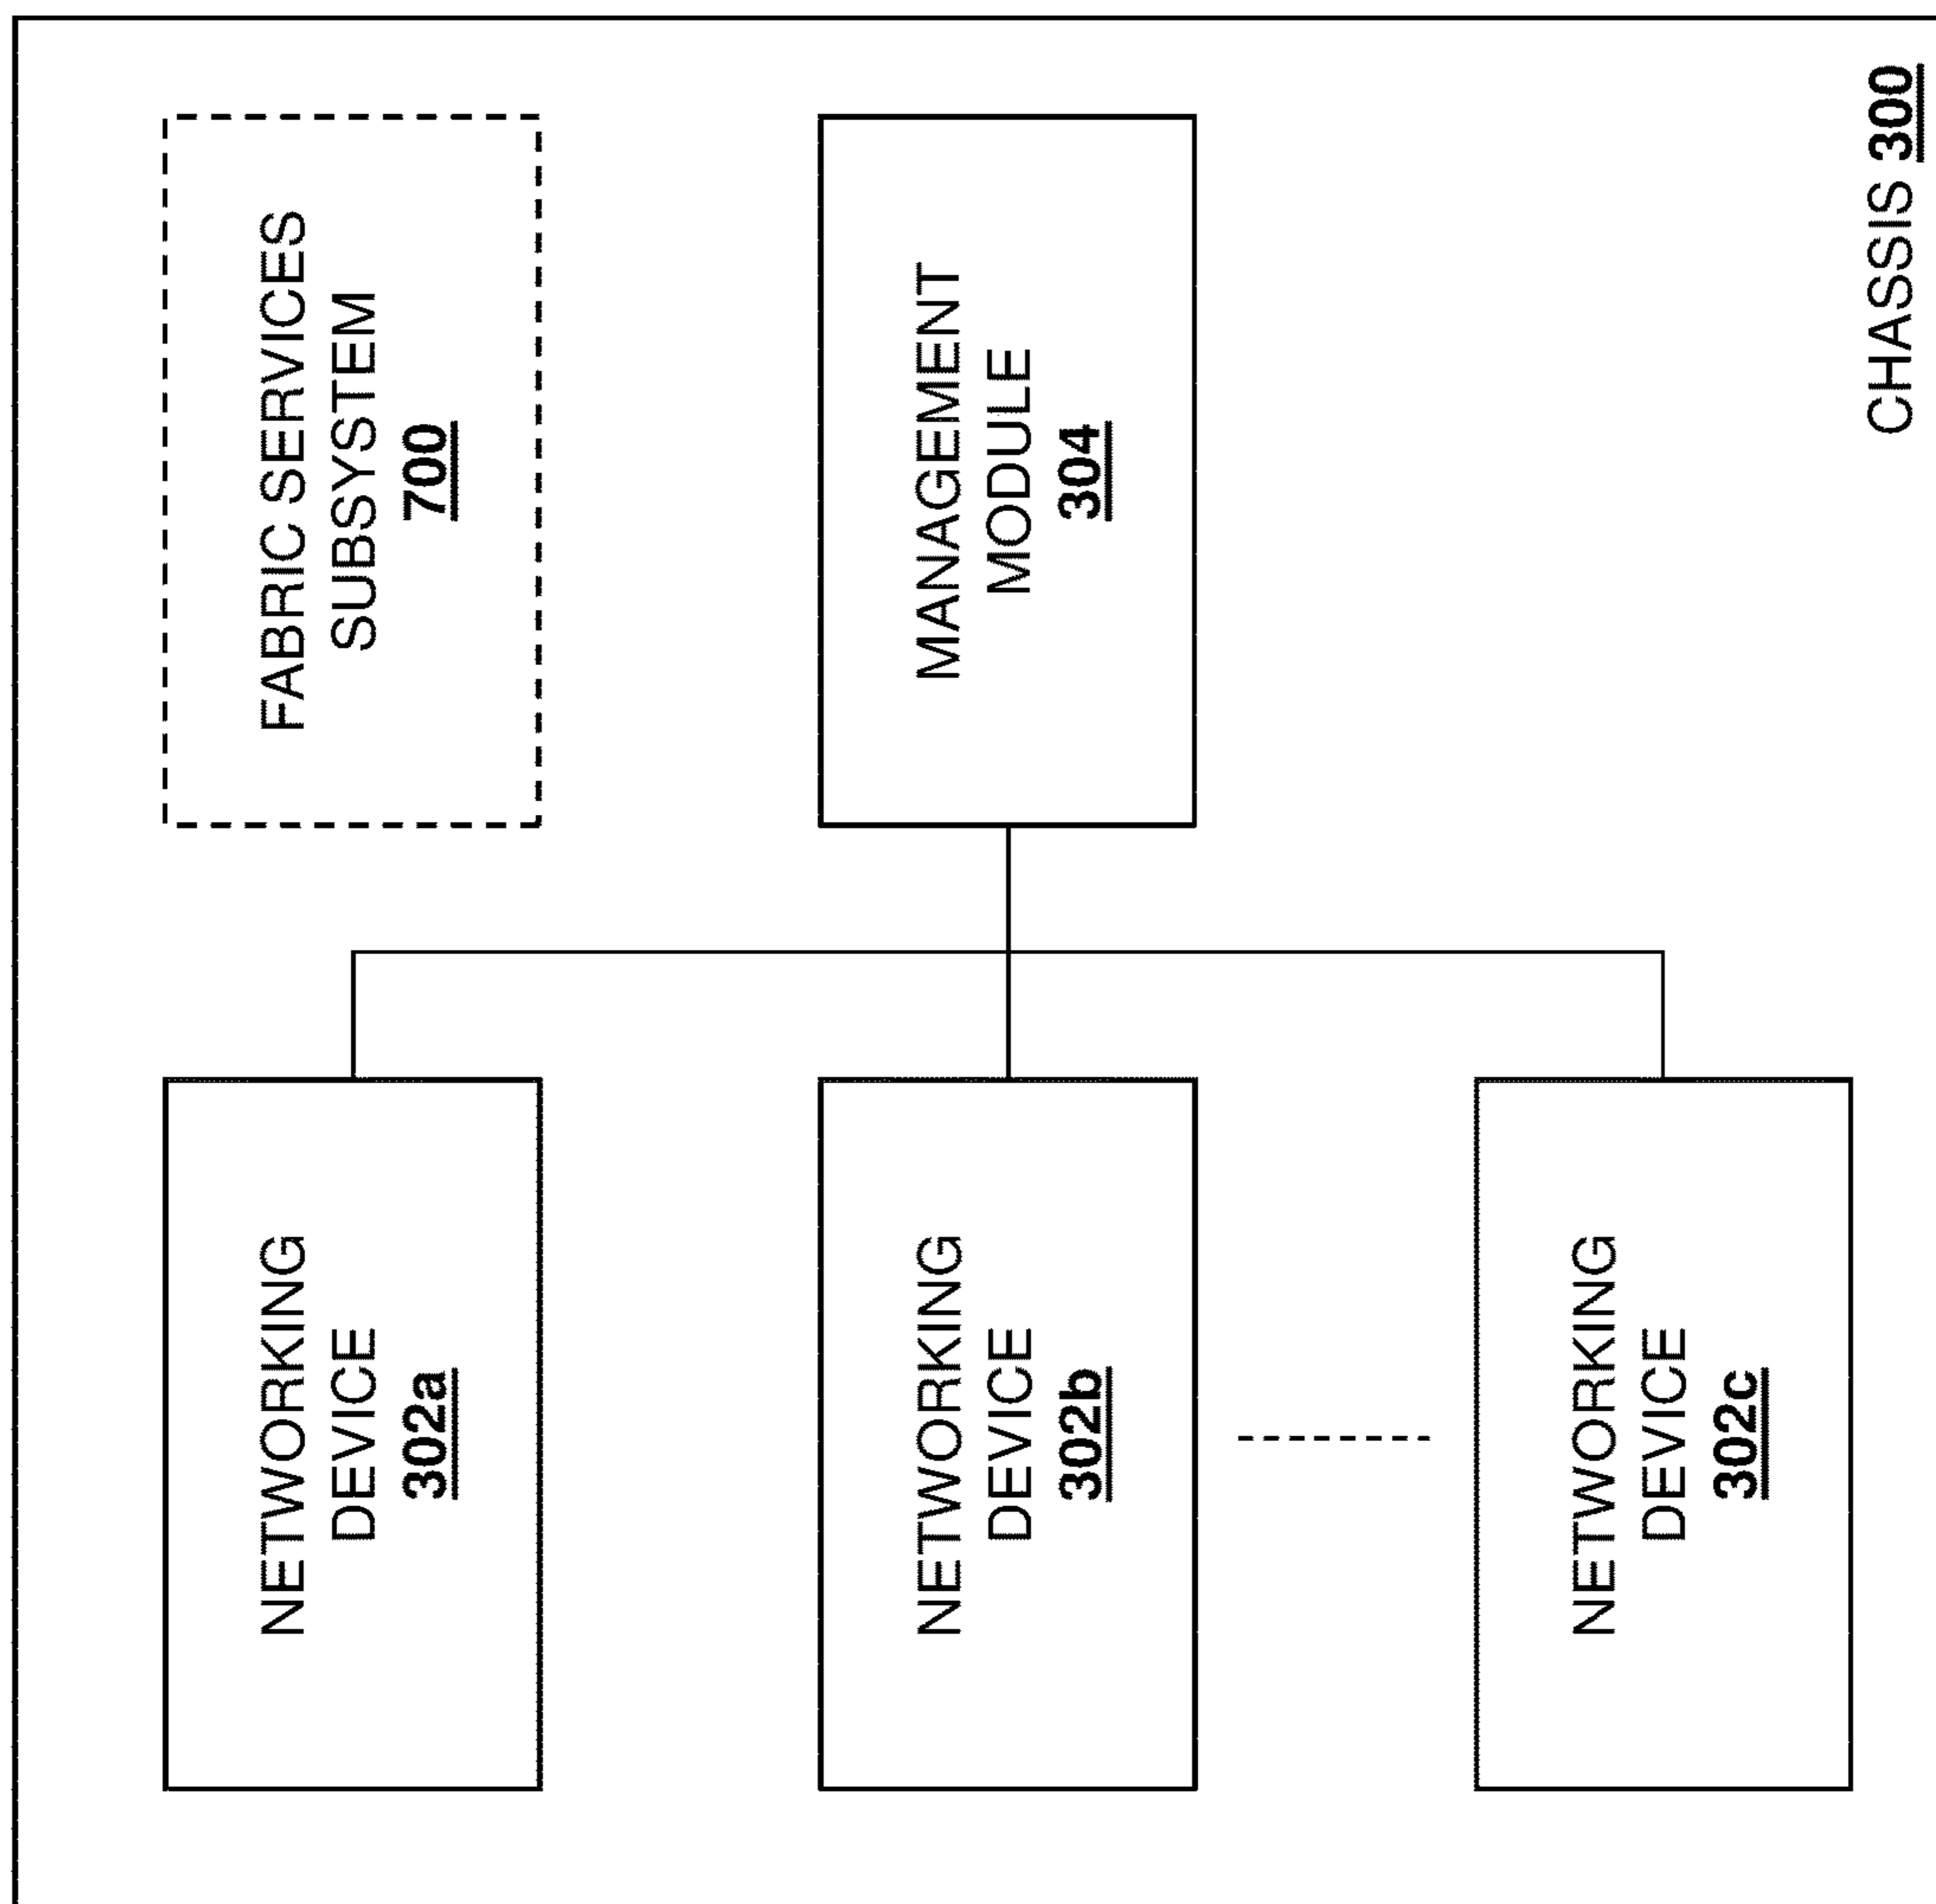 FABRIC SERVICES
SUBSYSTEM
700
MANAGEMENT
MODULE
304
CHASSIS 300
NETWORKING
DEVICE
302a
NETWORKING
DEVICE
302b
NETWORKING
DEVICE
302c